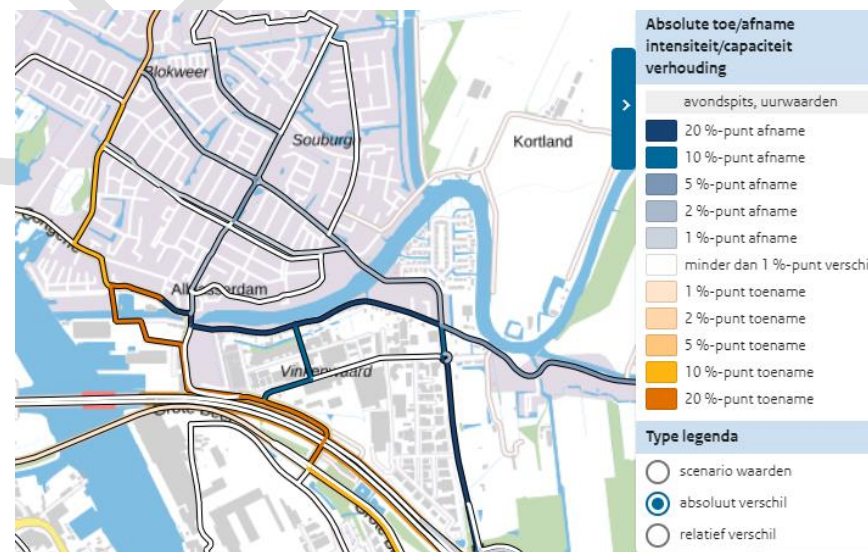 Absolute toe/afname
intensiteit/capaciteit
verhouding
avondspits, uurwaarden
20 %-punt afname
10 %-punt afname
5 %-punt afname
2 %-punt afname
1 %-punt afname
minder dan 1 %-punt verschi
1 %-punt toename
2 %-punt toename
5 %-punt toename
10 %-punt toename
20 %-punt toename
Type legenda
scenario waarden
absoluut verschil
relatief verschil
Blokweer
Souburgh
Kortland
Vinkenwaard